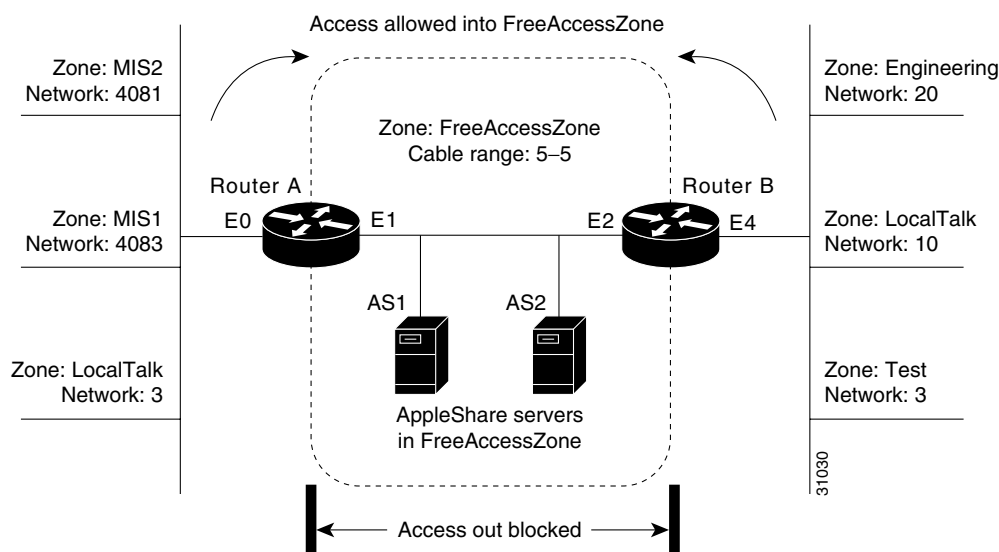 Access allowed into FreeAccessZone
Zone: MIS2
Network: 4081
Zone: Engineering
Network: 20
Zone: FreeAccessZone
Cable range: 5–5
Router A
Router B
Zone: MIS1
Network: 4083
E0
E1
E2
E4
Zone: LocalTalk
Network: 10
AS1
AS2
Zone: LocalTalk
Network: 3
Zone: Test
Network: 3
AppleShare servers
in FreeAccessZone
31030
Access out blocked